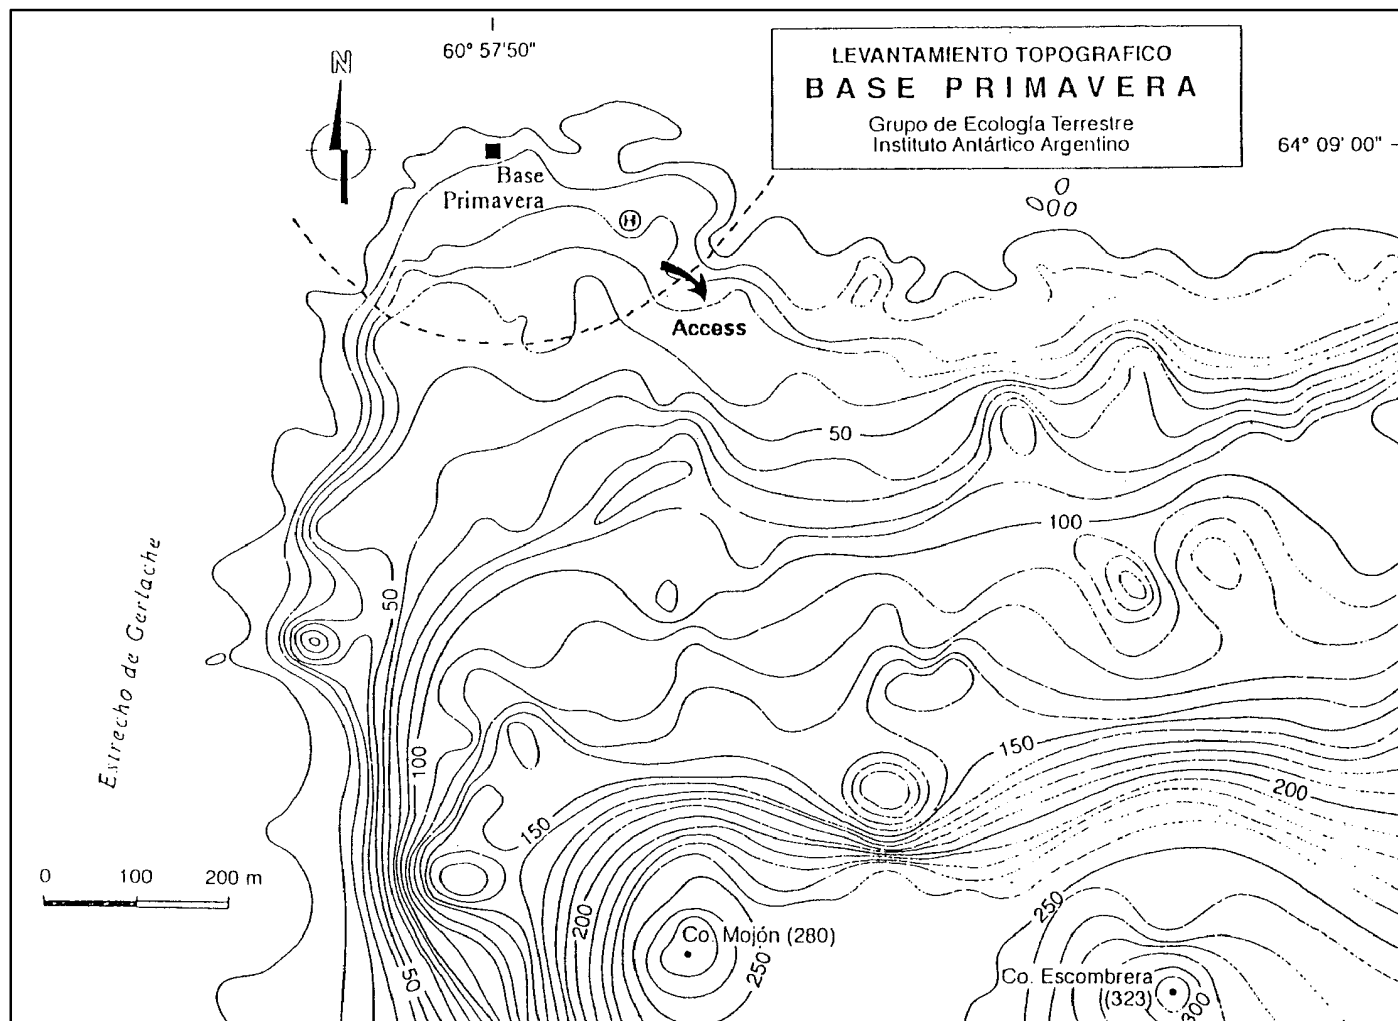 N
60° 57'50"
LEVANTAMIENTO TOPOGRAFICO
BASE PRIMAVERA
Grupo de Ecología Terrestre
Instituto Antártico Argentino
64° 09' 00"
Base
Primavera
H
Access
50
100
50
Estrecho de Gerlache
100
150
150
200
0 100 200 m
200
250
Co. Mojón (280)
250
50
Co. Escombrera
(323)
300